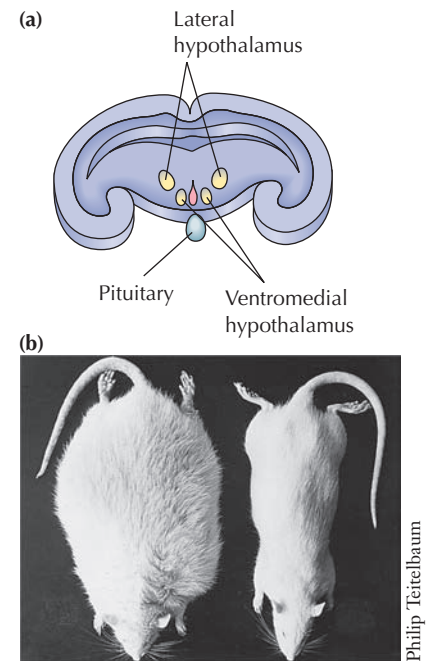 (a)
Lateral
hypothalamus
Pituitary
Ventromedial
hypothalamus
(b)
Philip Teitelbaum